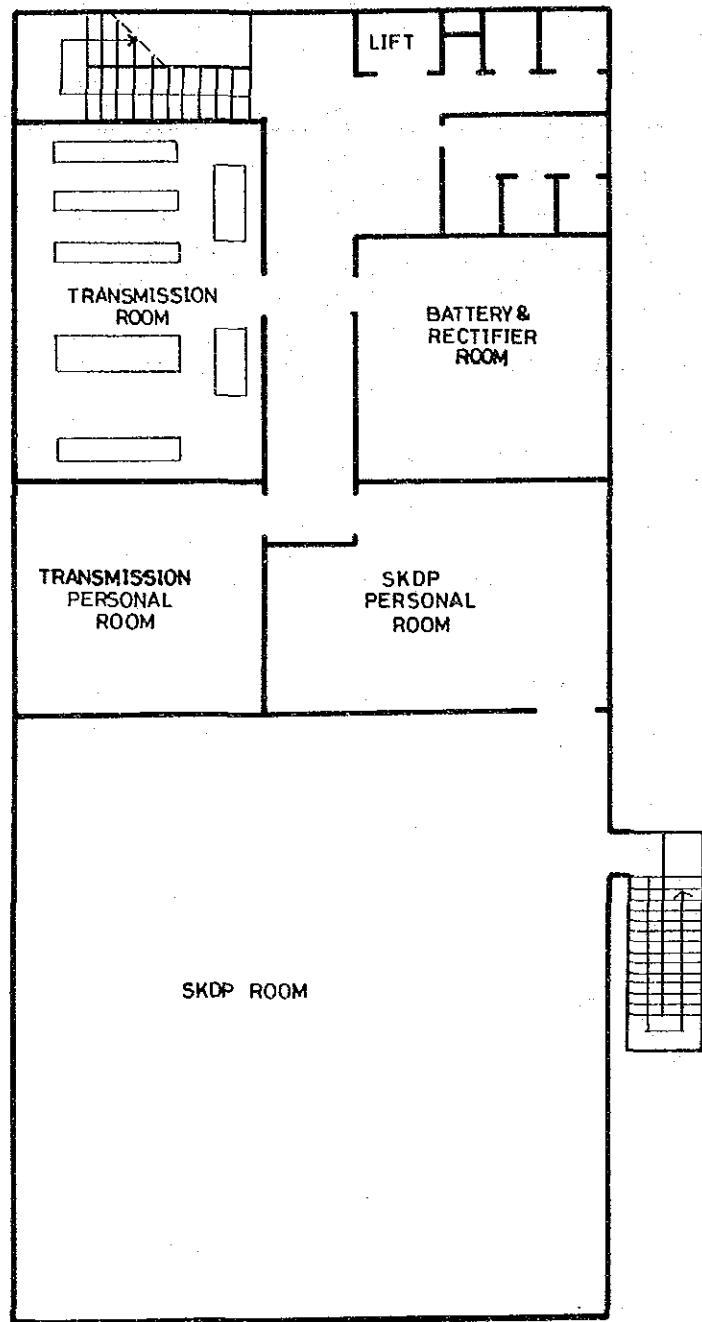 LIFT
TRANSMISSION
ROOM
BATTERY &
RECTIFIER
ROOM
TRANSMISSION
PERSONAL
ROOM
SKDP
PERSONAL
ROOM
SKDP ROOM